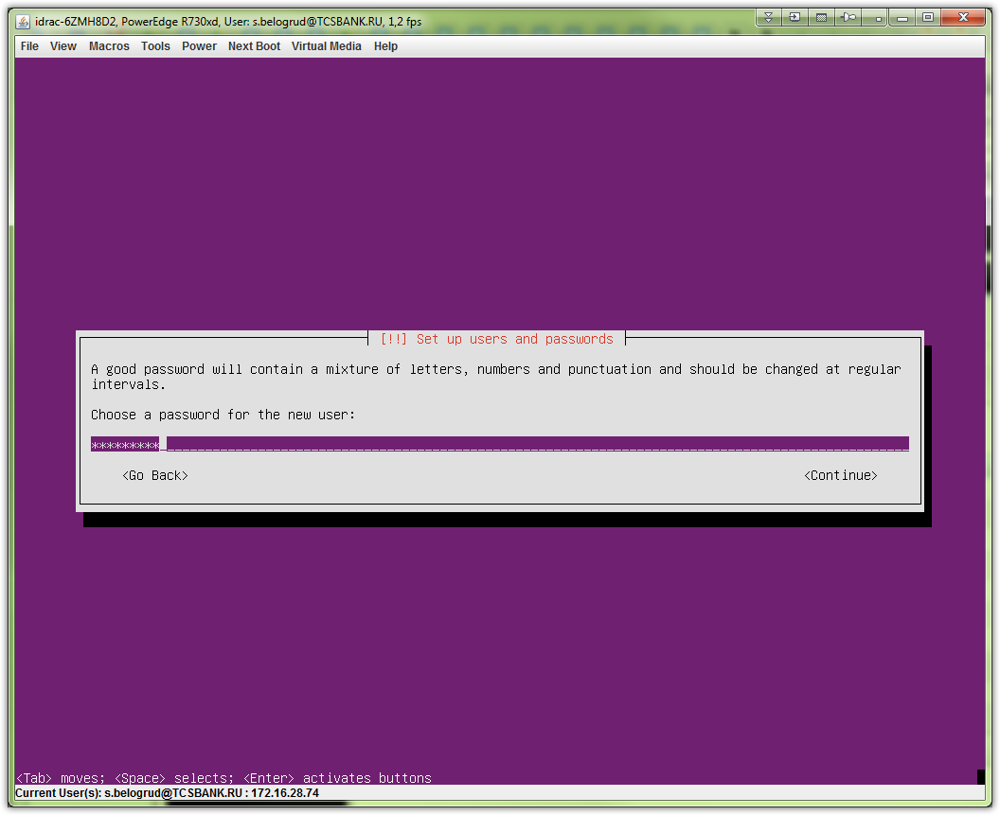 idrac-6ZMH8D2, PowerEdge R730xd, User: s.belogrud@TCSBANK.RU, 1,2 fps
File View Macros Tools Power Next Boot Virtual Media Help
[!!] Set up users and passwords
A good password will contain a mixture of letters, numbers and punctuation and should be changed at regular
intervals.
Choose a password for the new user:
*********
<Go Back> <Continue>
<Tab> moves; <Space> selects; <Enter> activates buttons
Current User(s): s.belogrud@TCSBANK.RU : 172.16.28.74